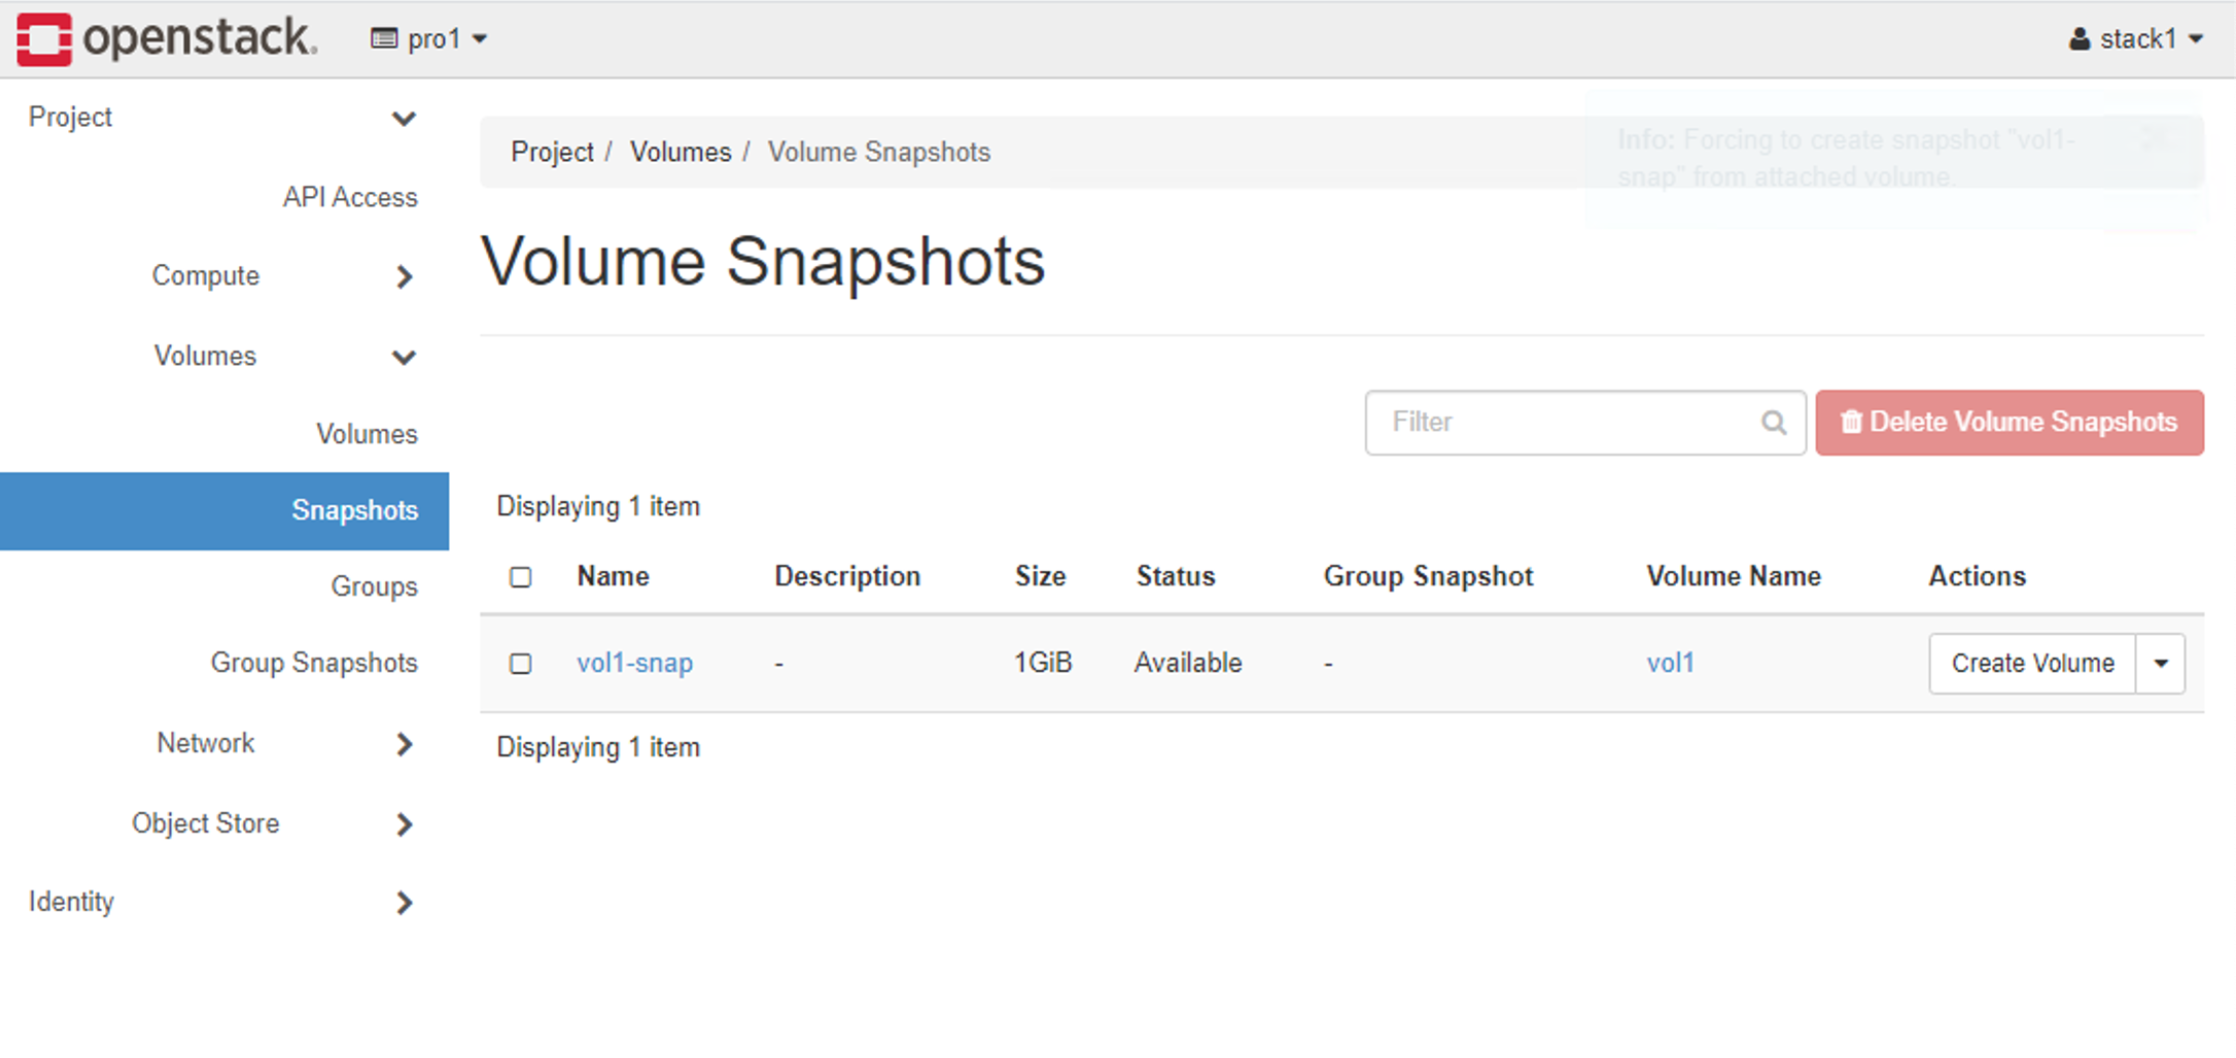 openstack. pro1 stack1
Project
API Access
Compute
Volumes
Volumes
Snapshots
Groups
Group Snapshots
Network
Object Store
Identity
Project / Volumes / Volume Snapshots
Info: Forcing to create snapshot "vol1-
snap" from attached volume.
Volume Snapshots
Filter Delete Volume Snapshots
Displaying 1 item
Name Description Size Status Group Snapshot Volume Name Actions
vol1-snap - 1GiB Available - vol1 Create Volume
Displaying 1 item